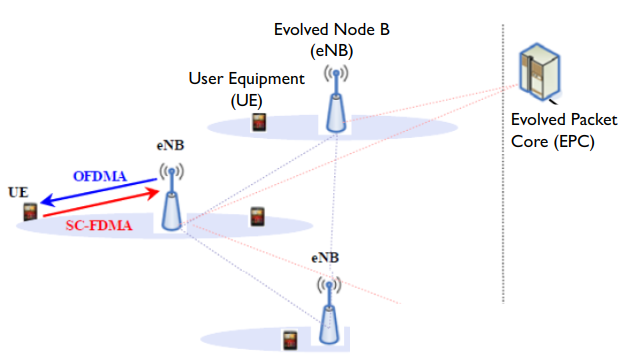 Evolved Node B
(eNB)
User Equipment
(UE)
Evolved Packet
Core (EPC)
eNB
OFDMA
UE
SC-FDMA
eNB